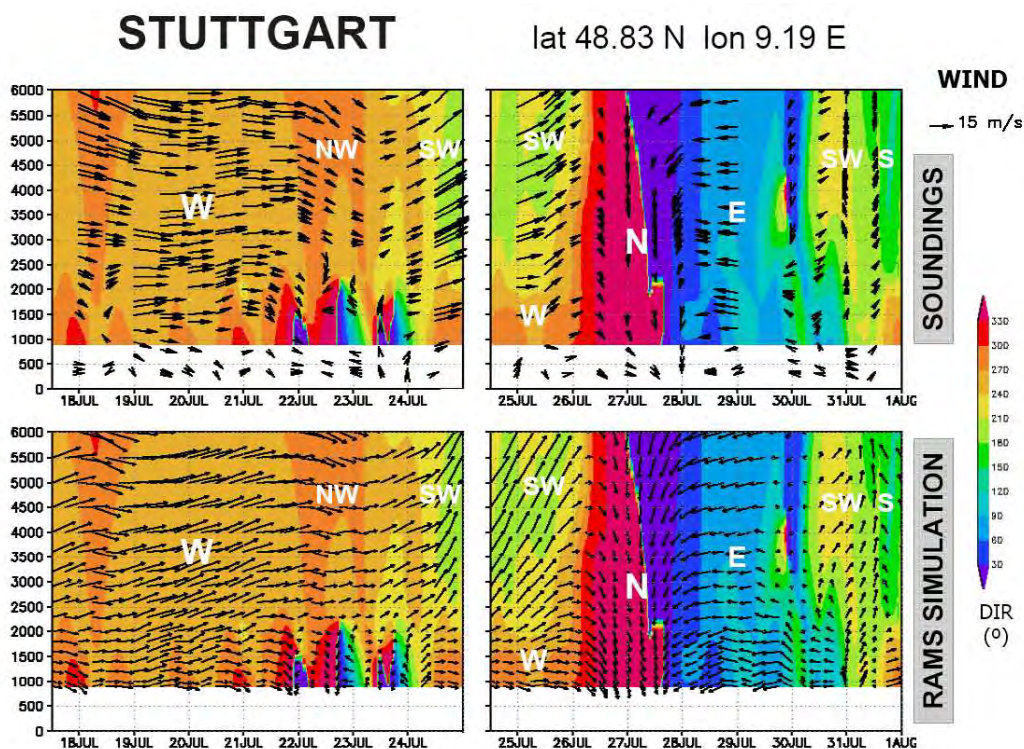 STUTTGART
lat 48.83 N lon 9.19 E
WIND
15 m/s
6000
5500
5000
4500
4000
3500
3000
2500
2000
1500
1000
500
0
W
NW
SW
18JUL 19JUL 20JUL 21JUL 22JUL 23JUL 24JUL
SW
W
N
E
SW
S
25JUL 26JUL 27JUL 28JUL 29JUL 30JUL 31JUL 1AUG
SOUNDINGS
6000
5500
5000
4500
4000
3500
3000
2500
2000
1500
1000
500
0
W
NW
SW
18JUL 19JUL 20JUL 21JUL 22JUL 23JUL 24JUL
SW
W
N
E
SW
S
25JUL 26JUL 27JUL 28JUL 29JUL 30JUL 31JUL 1AUG
RAMS SIMULATION
330
300
270
240
210
180
150
120
90
60
30
DIR
(º)